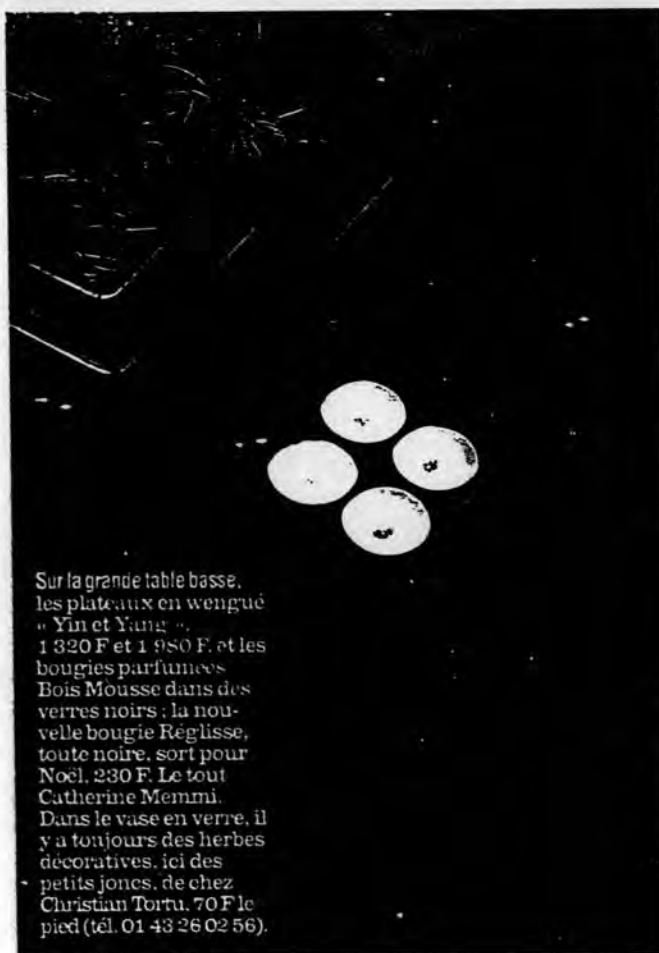 Sur la grande table basse,
les plateaux en wengué
« Yin et Yang »,
1 320 F et 1 980 F, et les
bougies parfumées
Bois Mousse dans des
verres noirs ; la nou-
velle bougie Réglisse,
toute noire, sort pour
Noël, 230 F. Le tout
Catherine Memmi.
Dans le vase en verre, il
y a toujours des herbes
décoratives, ici des
petits joncs, de chez
Christian Tortu, 70 F le
pied (tél. 01 43 26 02 56).